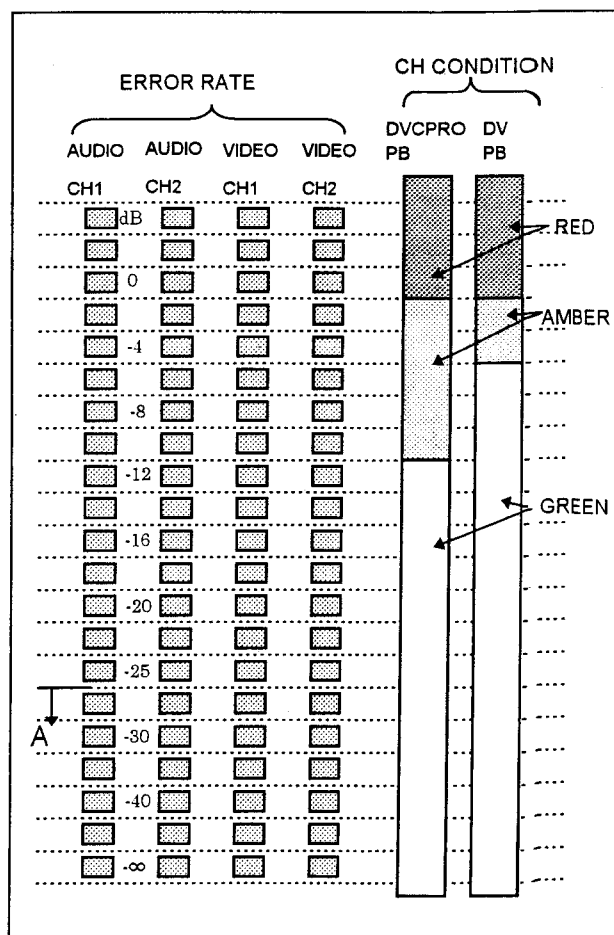 ERROR RATE
CH CONDITION
AUDIO AUDIO VIDEO VIDEO
CH1 CH2 CH1 CH2
DVCPRO DV
PB PB
dB
0
-4
-8
-12
-16
-20
-25
-30
-40
-∞
A
RED
AMBER
GREEN